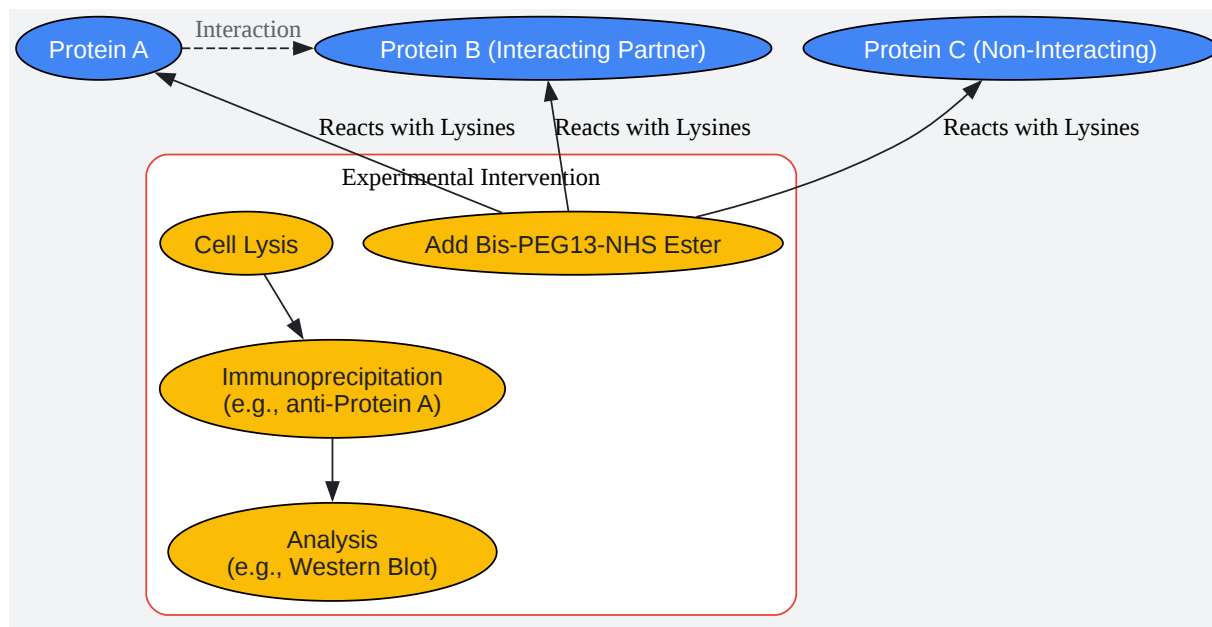 Interaction
Protein A
Protein B (Interacting Partner)
Protein C (Non-Interacting)
Reacts with Lysines
Reacts with Lysines
Reacts with Lysines
Experimental Intervention
Cell Lysis
Add Bis-PEG13-NHS Ester
Immunoprecipitation
(e.g., anti-Protein A)
Analysis
(e.g., Western Blot)